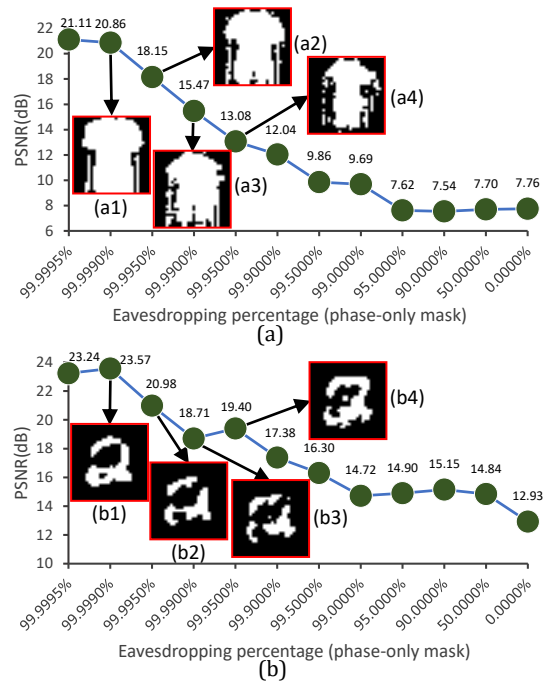 22
20
18
16
14
12
10
8
6
PSNR(dB)
21.11 20.86 18.15 15.47 13.08 12.04 9.86 9.69 7.62 7.54 7.70 7.76
(a1)
(a2)
(a3)
(a4)
99.9995% 99.9990% 99.9950% 99.9900% 99.9500% 99.9000% 99.5000% 99.0000% 95.0000% 90.0000% 50.0000% 0.0000%
Eavesdropping percentage (phase-only mask)
(a)
24
22
20
18
16
14
12
10
PSNR(dB)
23.24 23.57 20.98 18.71 19.40 17.38 16.30 14.72 14.90 15.15 14.84 12.93
(b1)
(b2)
(b3)
(b4)
99.9995% 99.9990% 99.9950% 99.9900% 99.9500% 99.9000% 99.5000% 99.0000% 95.0000% 90.0000% 50.0000% 0.0000%
Eavesdropping percentage (phase-only mask)
(b)